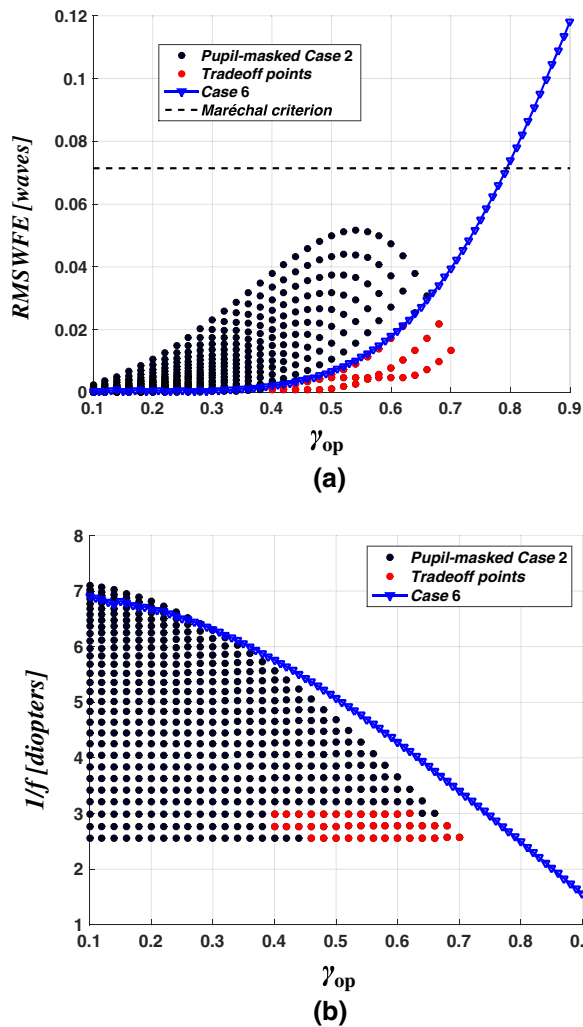 0.12
0.1
0.08
0.06
0.04
0.02
0
RMSWFE [waves]
Pupil-masked Case 2
Tradeoff points
Case 6
Maréchal criterion
0.1 0.2 0.3 0.4 0.5 0.6 0.7 0.8 0.9
γop
(a)
8
7
6
5
4
3
2
1
1/f [diopters]
Pupil-masked Case 2
Tradeoff points
Case 6
0.1 0.2 0.3 0.4 0.5 0.6 0.7 0.8 0.
γop
(b)